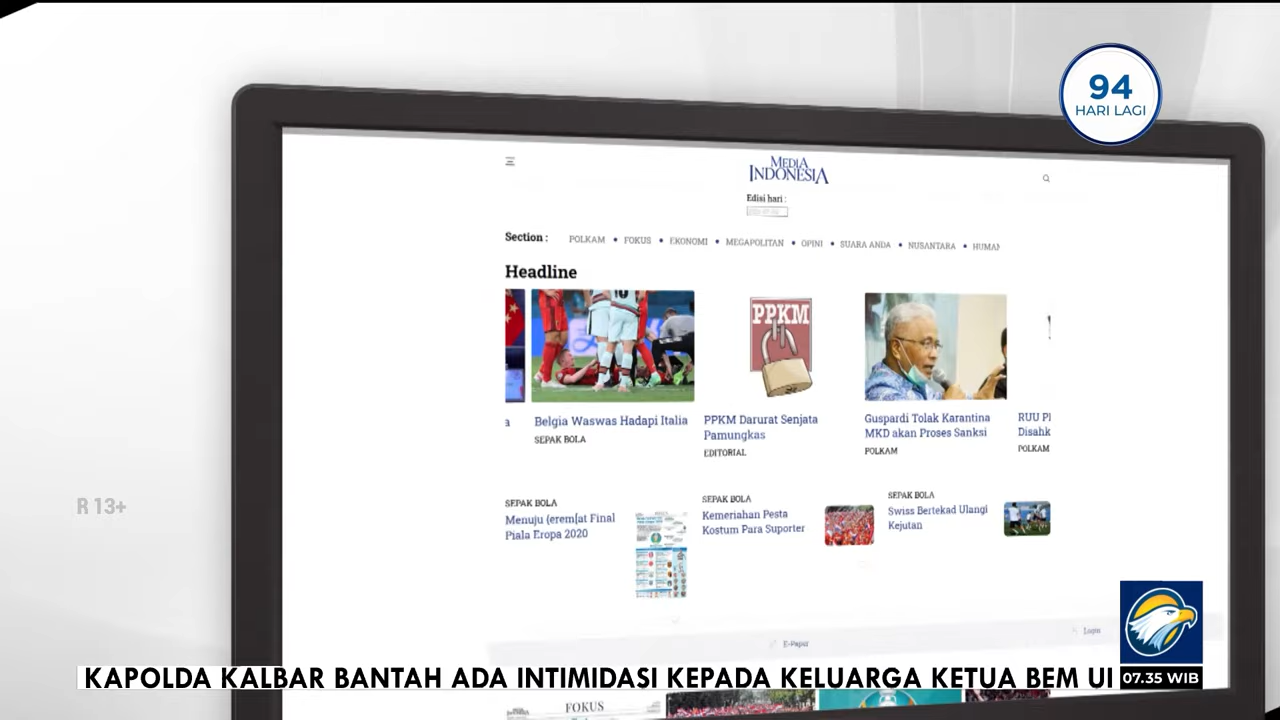 94
HARI LAGI
MEDIA
INDONESIA
Edisi hari :
Section :
POLKAM • FOKUS • EKONOMI • MEGAPOLITAN • OPINI • SUARA ANDA • NUSANTARA • HUMAN
Headline
PPKM
a
Belgia Waswas Hadapi Italia
SEPAK BOLA
PPKM Darurat Senjata
Pamungkas
EDITORIAL
Guspardi Tolak Karantina
MKD akan Proses Sanksi
POLKAM
RUU P
Disahk
POLKAM
R 13+
SEPAK BOLA
Menuju {erem[at Final
Piala Eropa 2020
SEPAK BOLA
Kemeriahan Pesta
Kostum Para Suporter
SEPAK BOLA
Swiss Bertekad Ulangi
Kejutan
E-Paper
Login
KAPOLDA KALBAR BANTAH ADA INTIMIDASI KEPADA KELUARGA KETUA BEM UI
07.35 WIB
FOKUS